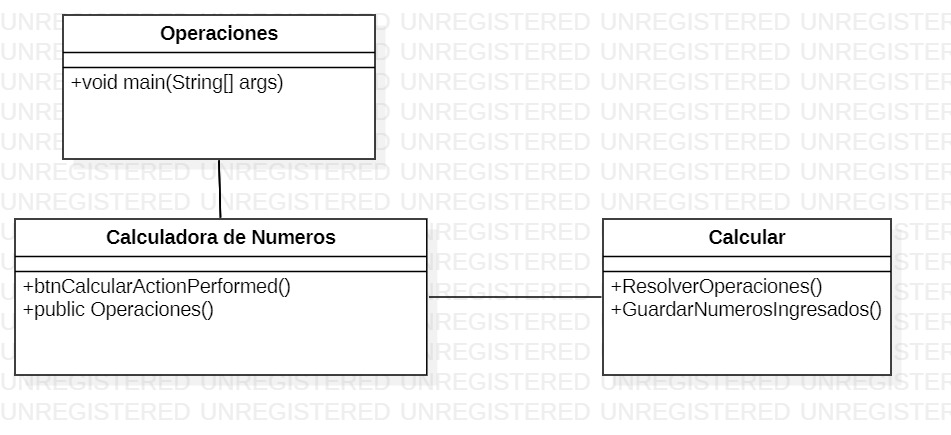 Operaciones
+void main(String[] args)
Calculadora de Numeros
+btnCalcularActionPerformed()
+public Operaciones()
Calcular
+ResolverOperaciones()
+GuardarNumerosIngresados()
UNREGISTERED UNREGISTERED UNREGISTERED UNREGISTERED UNREGISTERED